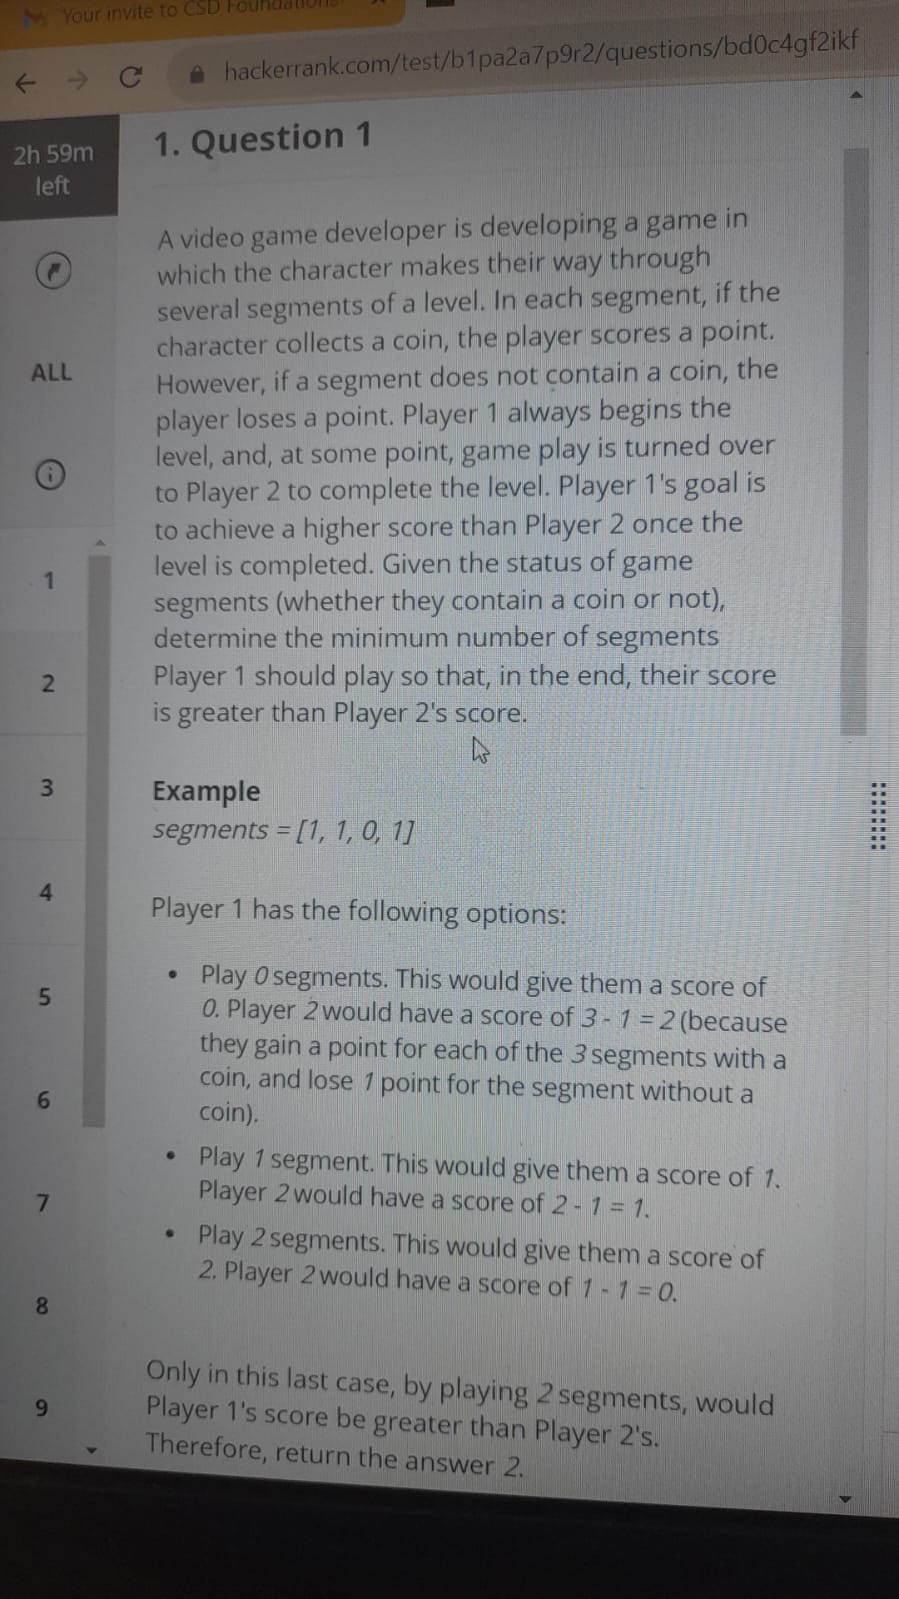 Your invite to CSD Foundation
hackerrank.com/test/b1pa2a7p9r2/questions/bd0c4gf2ikf
2h 59m
left
ALL
1
2
3
4
5
6
7
8
9
1. Question 1
A video game developer is developing a game in
which the character makes their way through
several segments of a level. In each segment, if the
character collects a coin, the player scores a point.
However, if a segment does not contain a coin, the
player loses a point. Player 1 always begins the
level, and, at some point, game play is turned over
to Player 2 to complete the level. Player 1's goal is
to achieve a higher score than Player 2 once the
level is completed. Given the status of game
segments (whether they contain a coin or not),
determine the minimum number of segments
Player 1 should play so that, in the end, their score
is greater than Player 2's score.
Example
segments = [1, 1, 0, 1]
Player 1 has the following options:
• Play 0 segments. This would give them a score of
0. Player 2 would have a score of 3 - 1 = 2 (because
they gain a point for each of the 3 segments with a
coin, and lose 1 point for the segment without a
coin).
• Play 1 segment. This would give them a score of 1.
Player 2 would have a score of 2 - 1 = 1.
• Play 2 segments. This would give them a score of
2. Player 2 would have a score of 1 - 1 = 0.
Only in this last case, by playing 2 segments, would
Player 1's score be greater than Player 2's.
Therefore, return the answer 2.